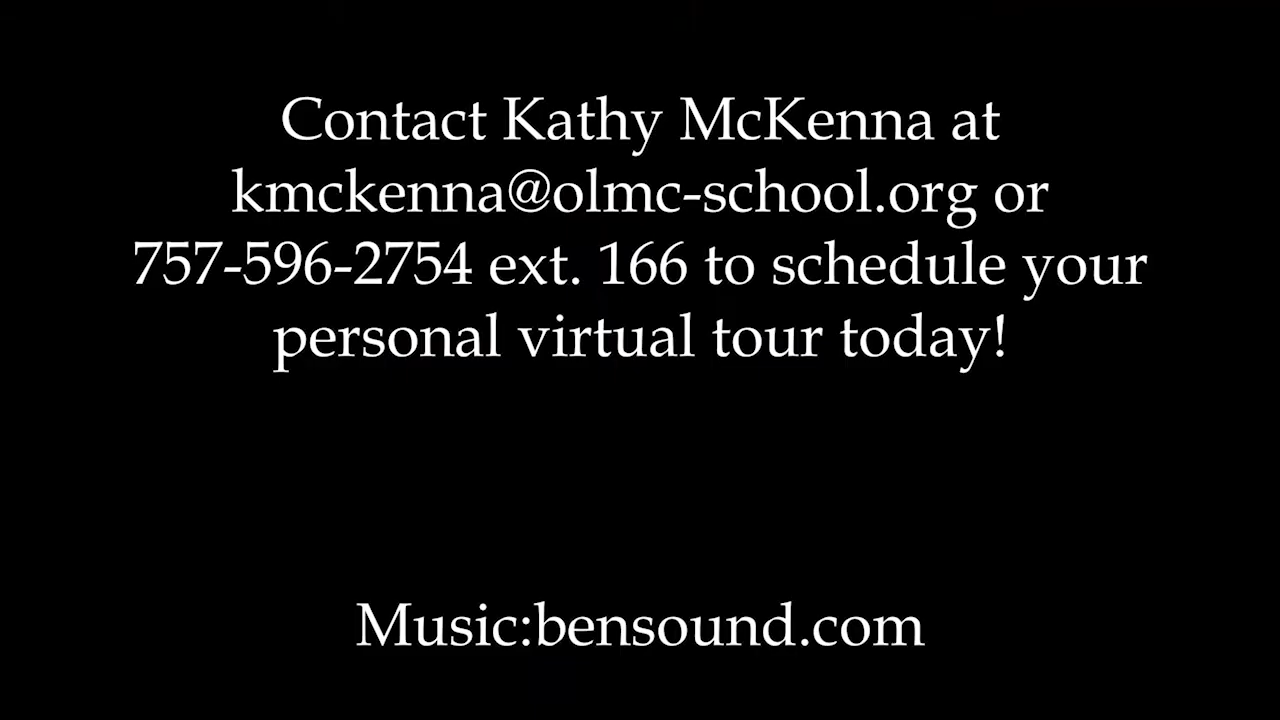 Contact Kathy McKenna at
kmckenna@olmc-school.org or
757-596-2754 ext. 166 to schedule your
personal virtual tour today!
Music:bensound.com